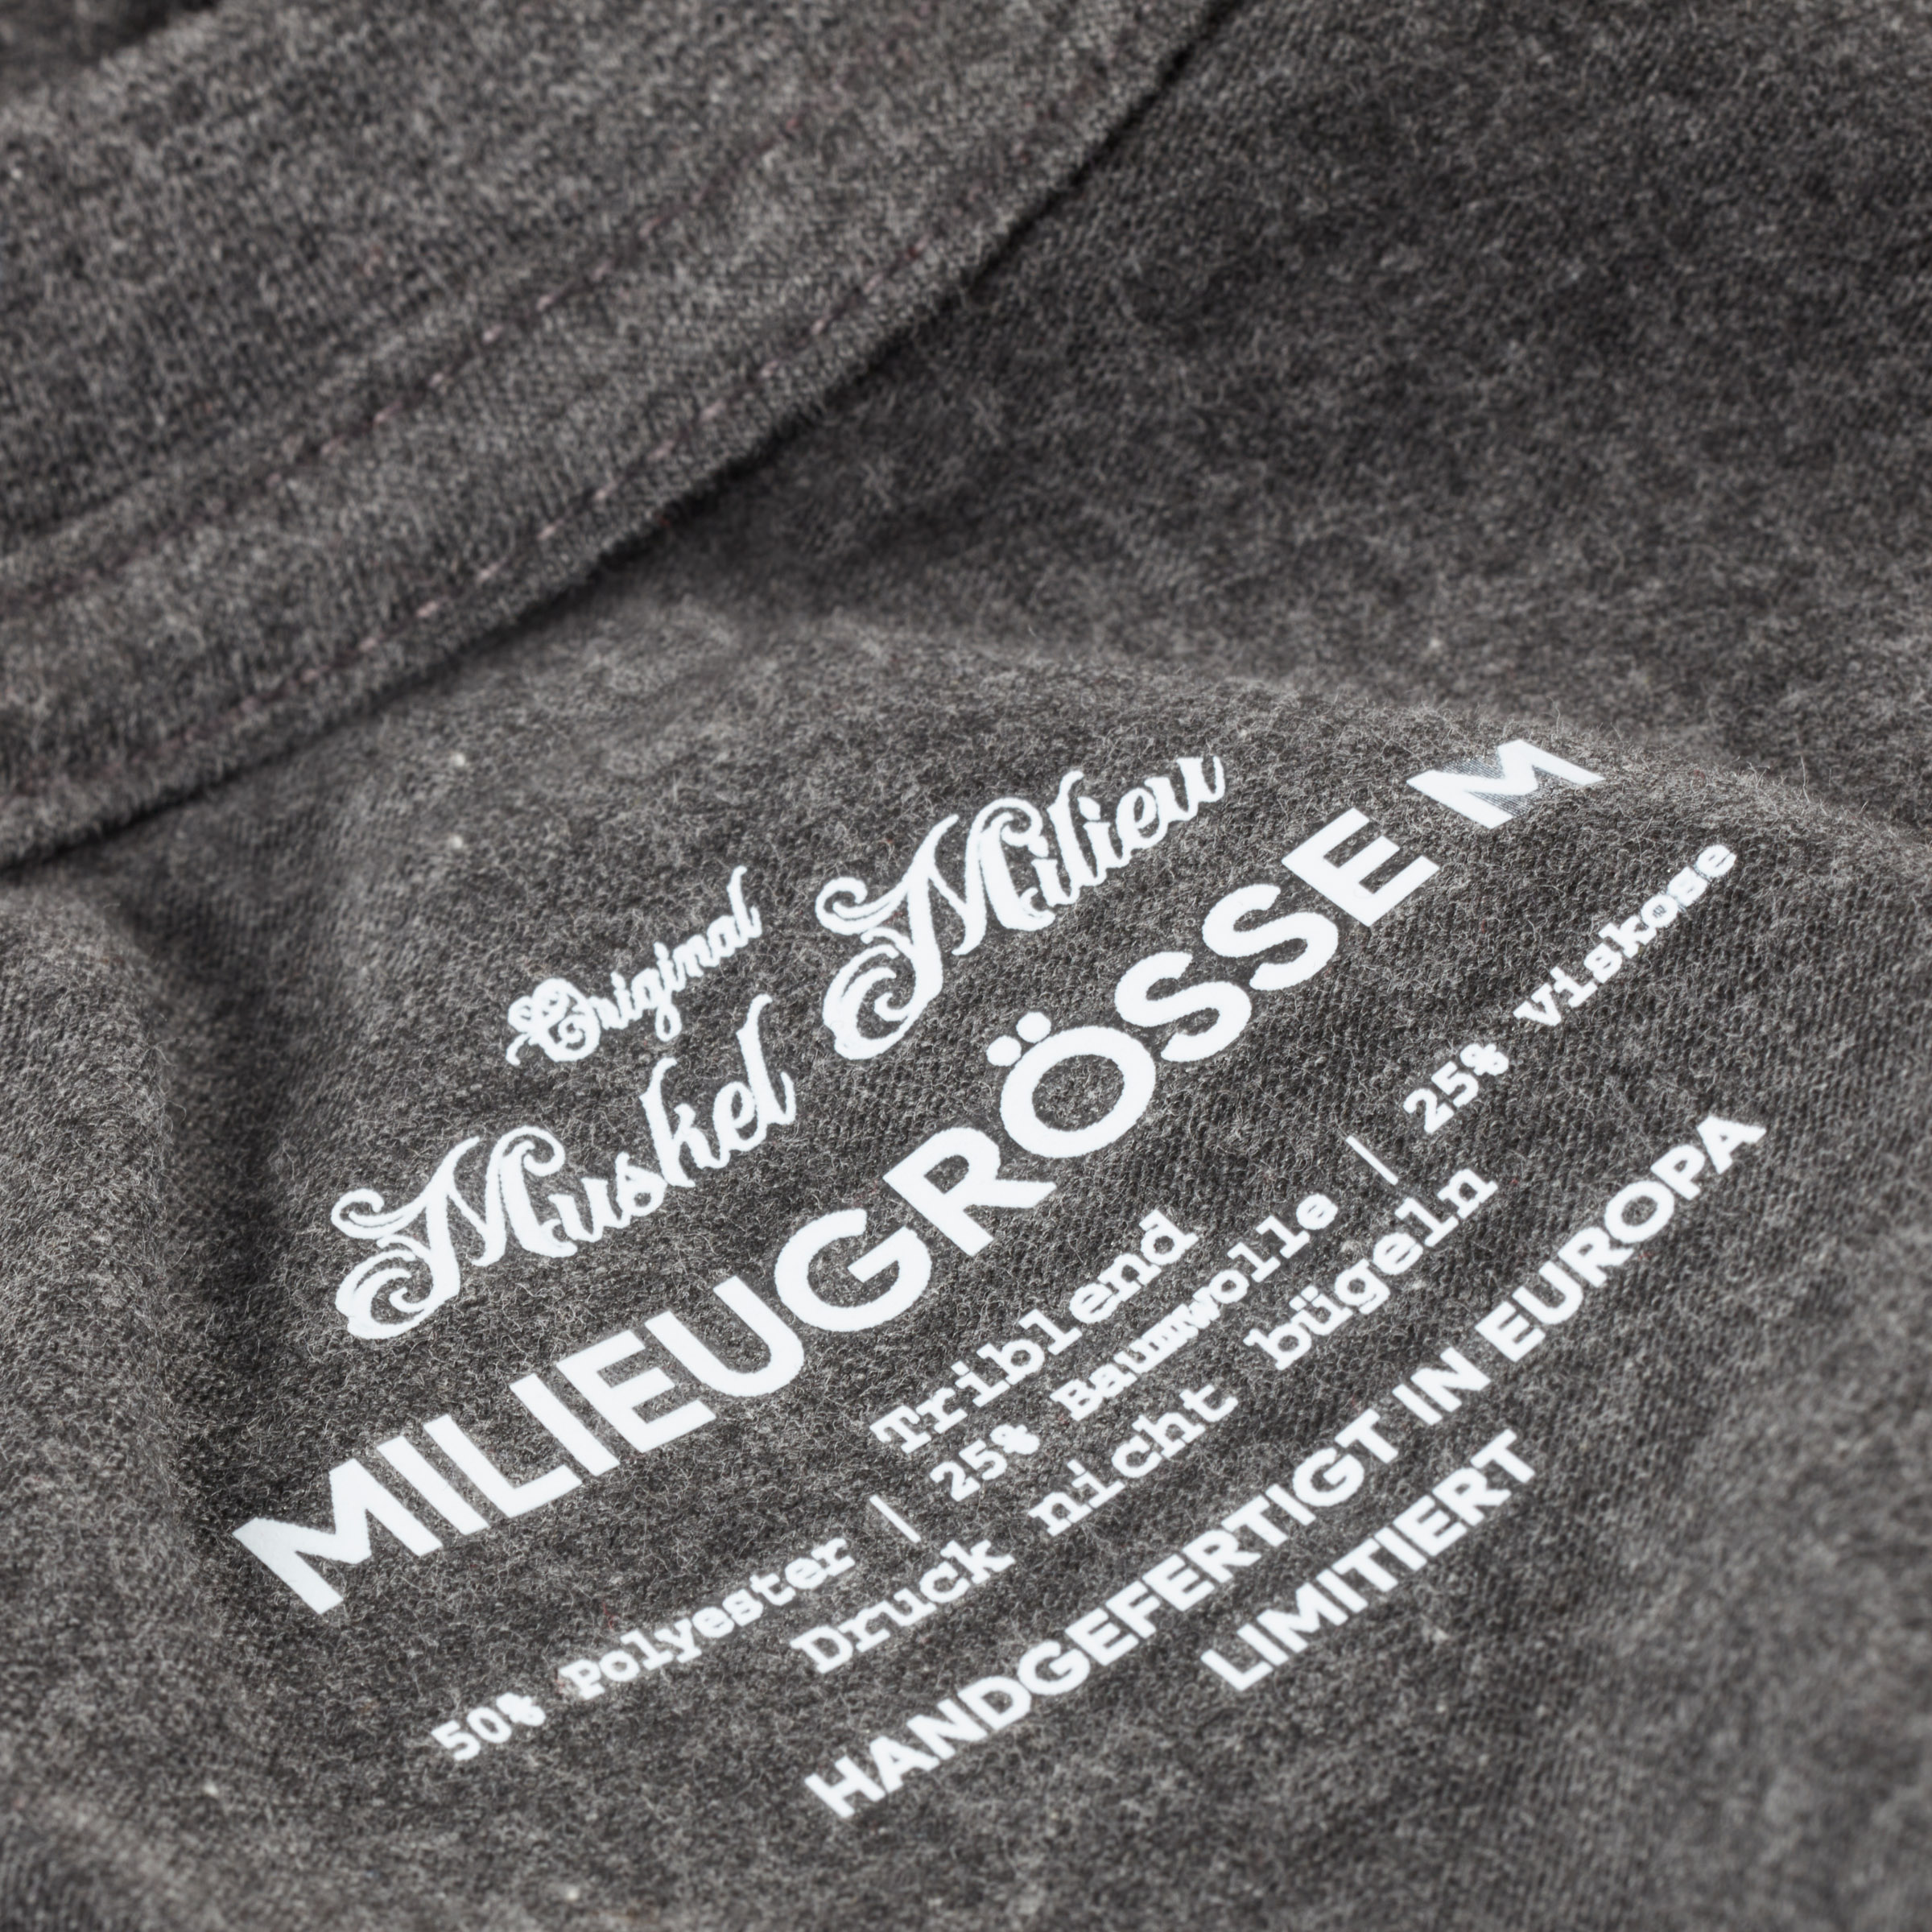 Original
Muskel Milieu
MILIEUGRÖSSE M
Triblend
50% Polyester | 25% Baumwolle | 25% Viskose
Druck nicht bügeln
HANDGEFERTIGT IN EUROPA
LIMITIERT